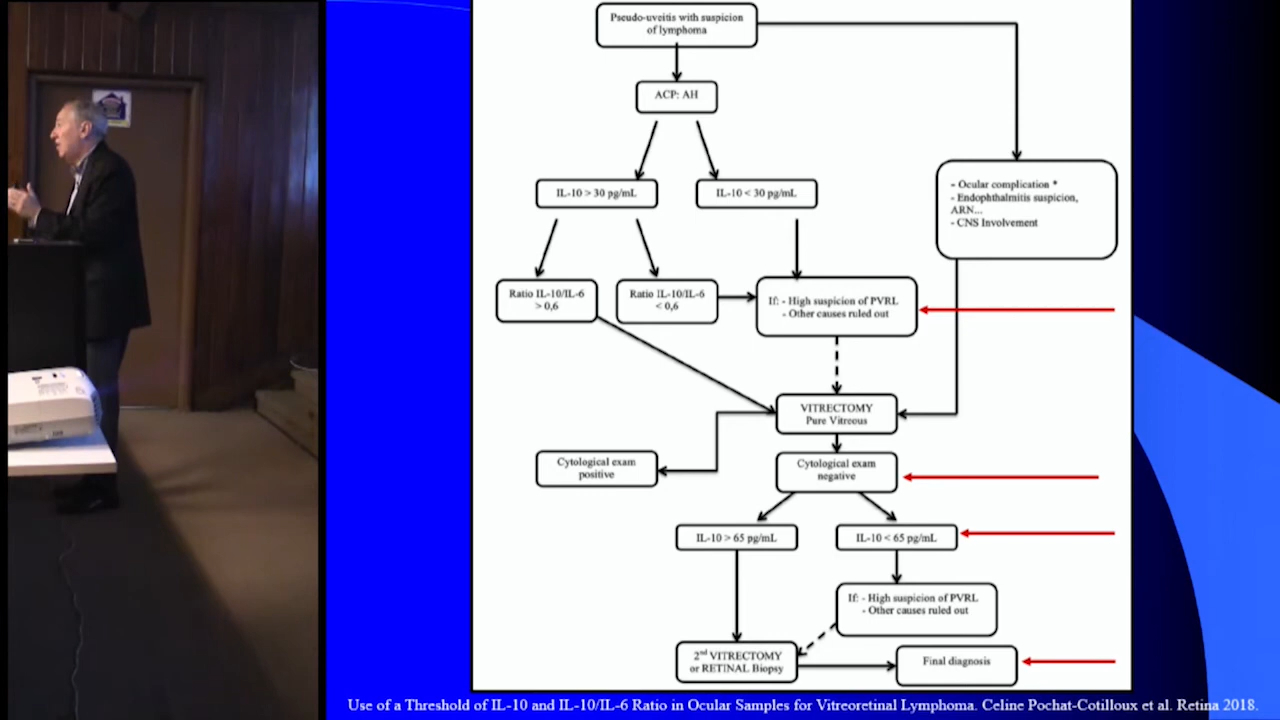 Pseudo-uveitis with suspicion
of lymphoma
ACP: AH
IL-10 > 30 pg/mL
IL-10 < 30 pg/mL
- Ocular complication *
- Endophthalmitis suspicion,
ARN...
- CNS Involvement
Ratio IL-10/IL-6
> 0,6
Ratio IL-10/IL-6
< 0,6
If: - High suspicion of PVRL
- Other causes ruled out
VITRECTOMY
Pure Vitreous
Cytological exam
positive
Cytological exam
negative
IL-10 > 65 pg/mL
IL-10 < 65 pg/mL
If: - High suspicion of PVRL
- Other causes ruled out
2nd VITRECTOMY
or RETINAL Biopsy
Final diagnosis
Use of a Threshold of IL-10 and IL-10/IL-6 Ratio in Ocular Samples for Vitreoretinal Lymphoma. Celine Pochat-Cotilloux et al. Retina 2018.